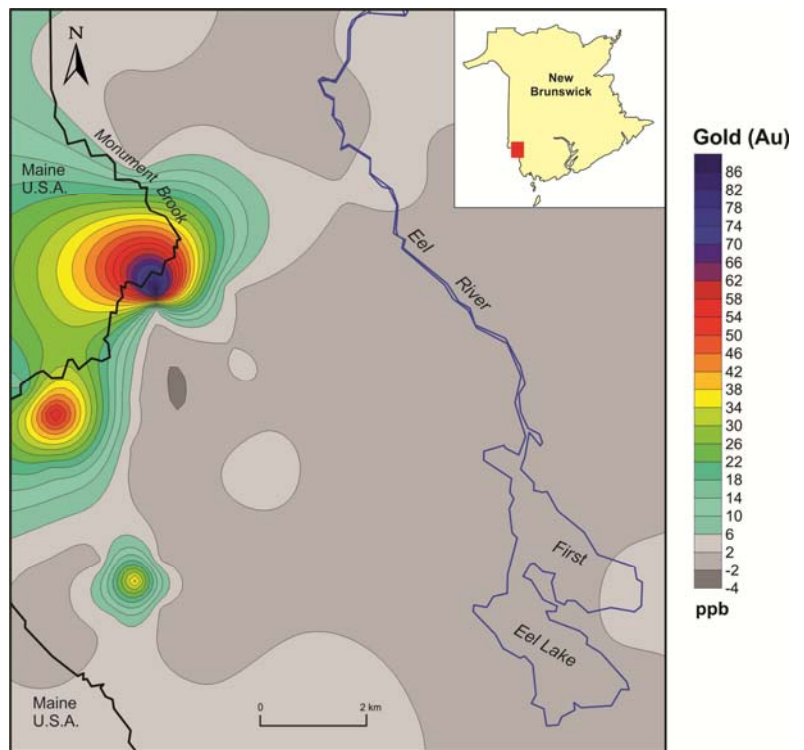 N
Monument Brook
Maine
U.S.A.
Eel River
First
Eel Lake
Maine
U.S.A.
0 2 km
New
Brunswick
Gold (Au)
86
82
78
74
70
66
62
58
54
50
46
42
38
34
30
26
22
18
14
10
6
2
-2
-4
ppb